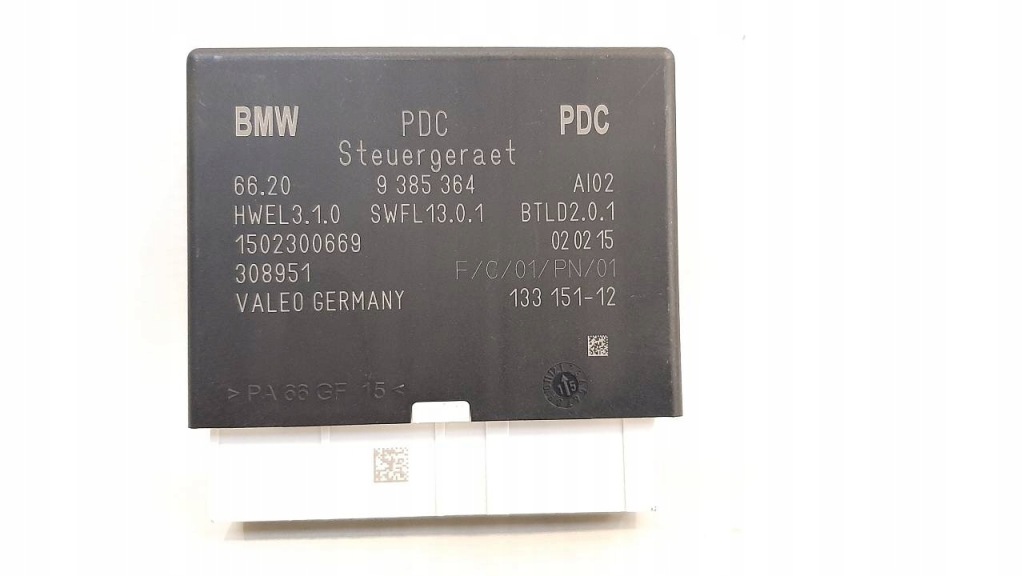 BMW PDC PDC
Steuergeraet
66.20 9 385 364 AI02
HWEL3.1.0 SWFL13.0.1 BTLD2.0.1
1502300669 02 02 15
308951 F/C/01/PN/01
VALEO GERMANY 133 151-12
>PA 66 GF 15<